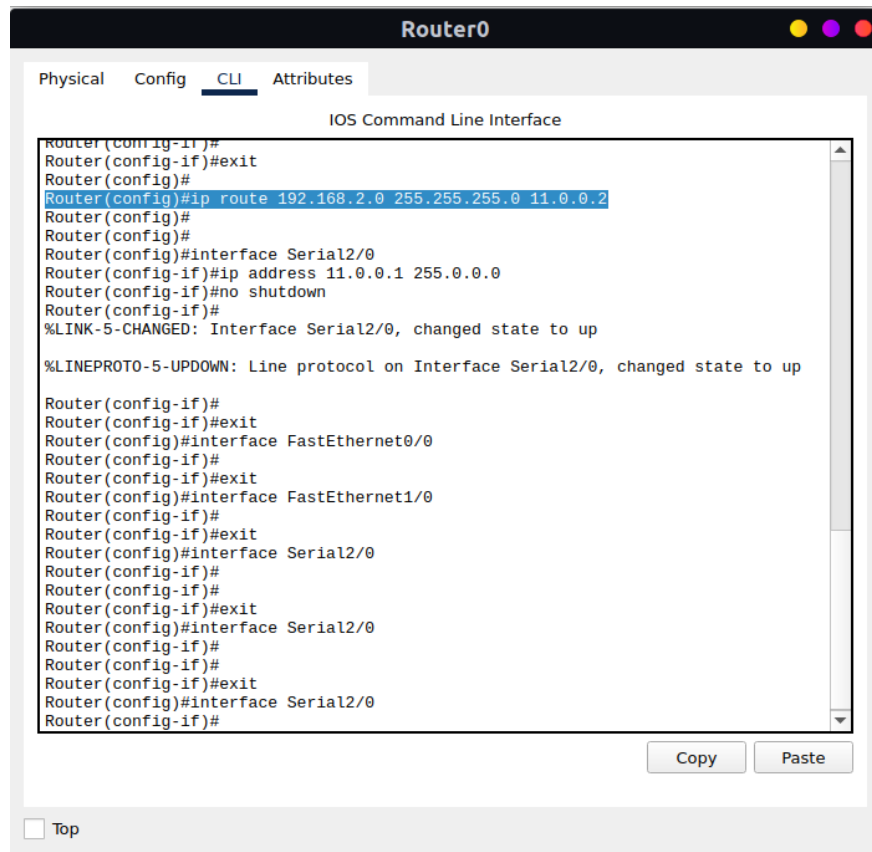 Router0
Physical Config CLI Attributes
IOS Command Line Interface
Router(config-if)#
Router(config-if)#exit
Router(config)#
Router(config)#ip route 192.168.2.0 255.255.255.0 11.0.0.2
Router(config)#
Router(config)#
Router(config)#interface Serial2/0
Router(config-if)#ip address 11.0.0.1 255.0.0.0
Router(config-if)#no shutdown
Router(config-if)#
%LINK-5-CHANGED: Interface Serial2/0, changed state to up
%LINEPROTO-5-UPDOWN: Line protocol on Interface Serial2/0, changed state to up
Router(config-if)#
Router(config-if)#exit
Router(config)#interface FastEthernet0/0
Router(config-if)#
Router(config-if)#exit
Router(config)#interface FastEthernet1/0
Router(config-if)#
Router(config-if)#exit
Router(config)#interface Serial2/0
Router(config-if)#
Router(config-if)#
Router(config-if)#exit
Router(config)#interface Serial2/0
Router(config-if)#
Router(config-if)#
Router(config-if)#exit
Router(config)#interface Serial2/0
Router(config-if)#
Copy Paste
Top